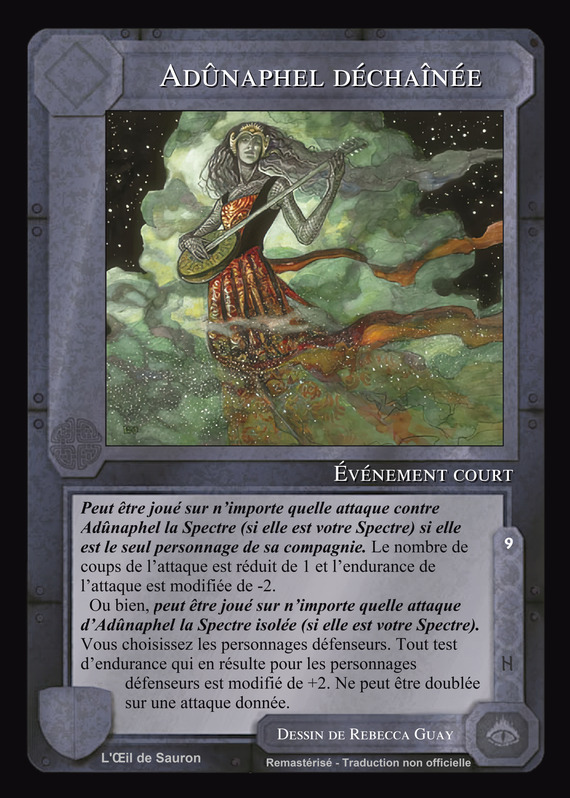 Adûnaphel déchaînée
Événement court
Peut être joué sur n'importe quelle attaque contre
Adûnaphel la Spectre (si elle est votre Spectre) si elle
est le seul personnage de sa compagnie. Le nombre de
coups de l'attaque est réduit de 1 et l'endurance de
l'attaque est modifiée de -2.
Ou bien, peut être joué sur n'importe quelle attaque
d'Adûnaphel la Spectre isolée (si elle est votre Spectre).
Vous choisissez les personnages défenseurs. Tout test
d'endurance qui en résulte pour les personnages
défenseurs est modifié de +2. Ne peut être doublée
sur une attaque donnée.
9
Dessin de Rebecca Guay
L'Œil de Sauron
Remastérisé - Traduction non officielle